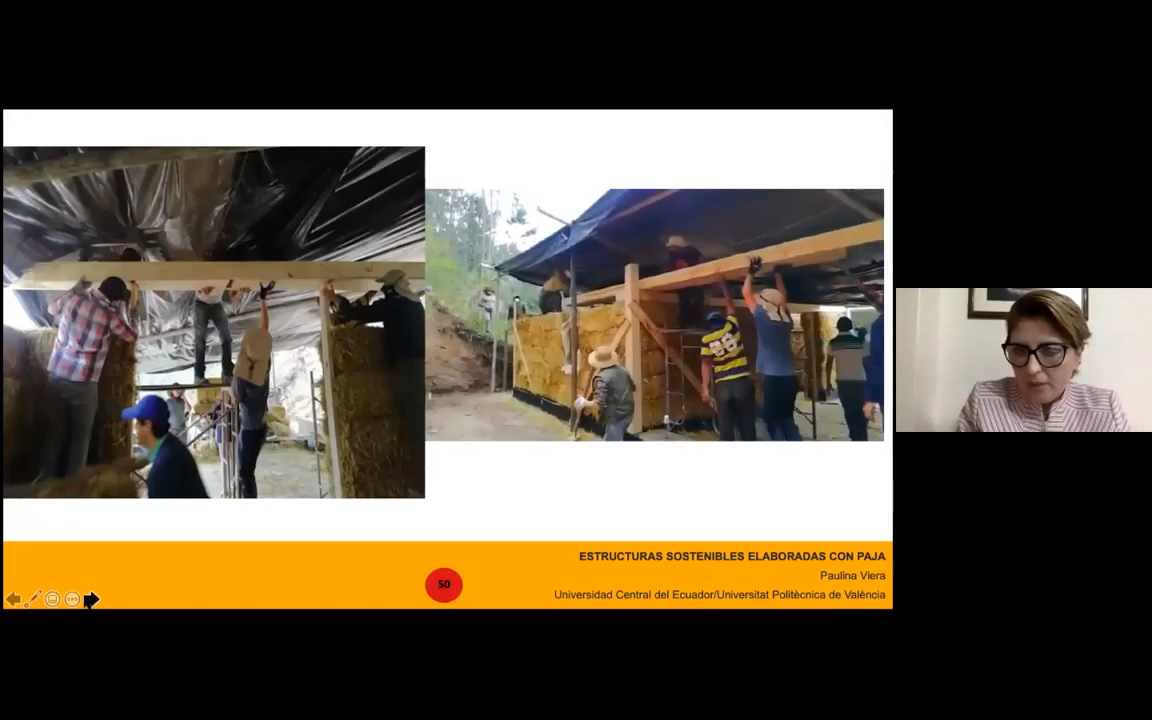 ESTRUCTURAS SOSTENIBLES ELABORADAS CON PAJA
Paulina Viera
50
Universidad Central del Ecuador/Universitat Politècnica de València